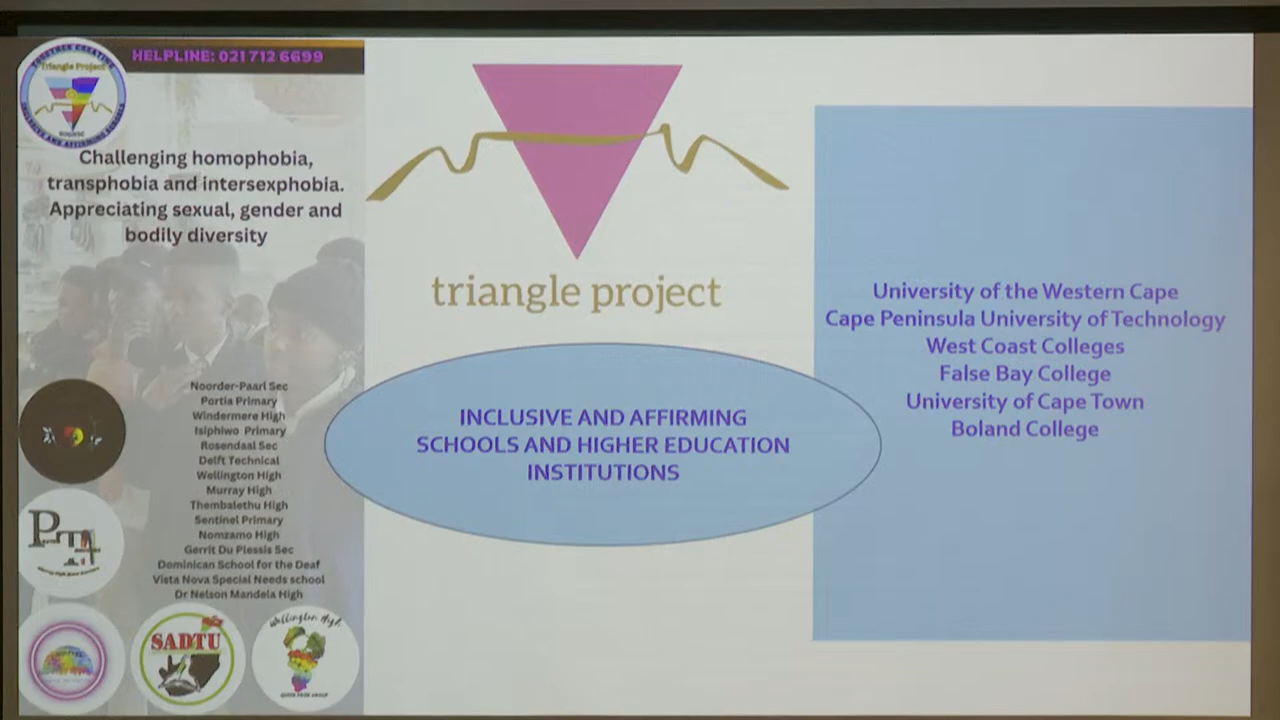 HELPLINE: 021 712 6699
Triangle Project
Challenging homophobia,
transphobia and intersexphobia.
Appreciating sexual, gender and
bodily diversity
Noorder-Paarl Sec
Portia Primary
Windermere High
Isiphiwo Primary
Rosendaal Sec
Delft Technical
Wellington High
Murray High
Thembalethu High
Sentinel Primary
Nomzamo High
Gerrit Du Plessis Sec
Dominican School for the Deaf
Vista Nova Special Needs school
Dr Nelson Mandela High
SADTU
Wellington High
triangle project
INCLUSIVE AND AFFIRMING
SCHOOLS AND HIGHER EDUCATION
INSTITUTIONS
University of the Western Cape
Cape Peninsula University of Technology
West Coast Colleges
False Bay College
University of Cape Town
Boland College